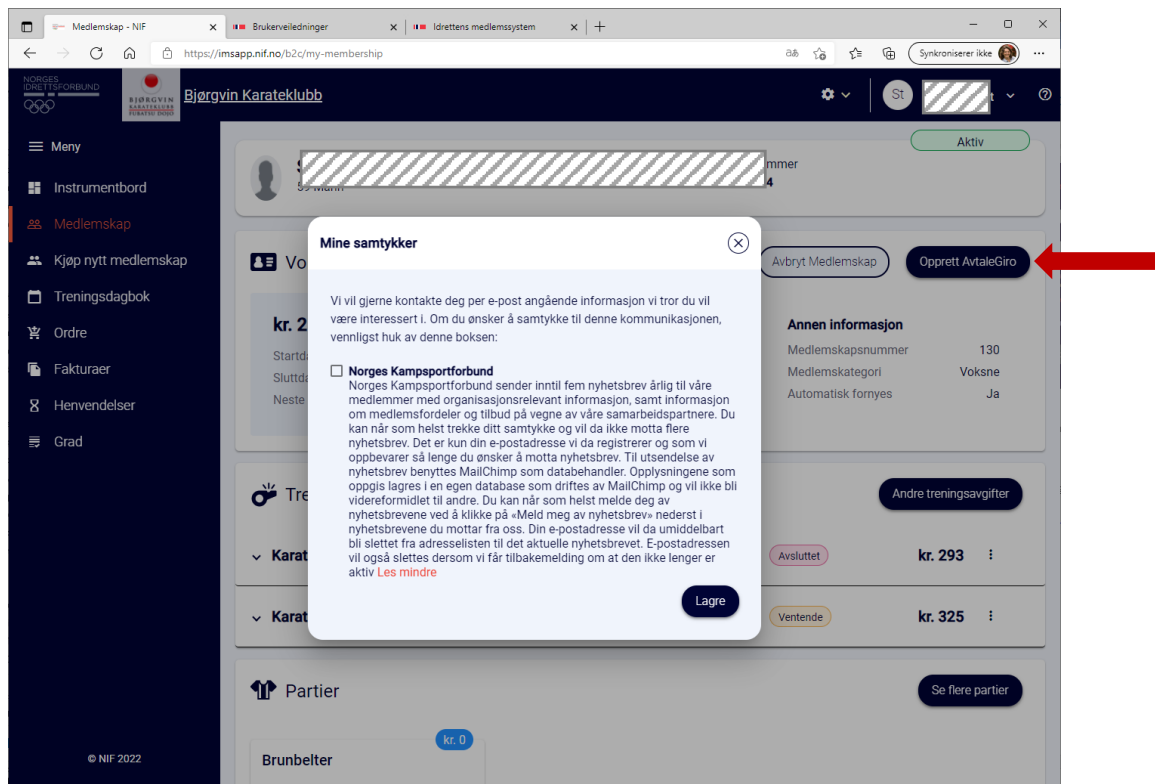 Medlemskap - NIF
Brukerveiledninger
Idrettens medlemssystem
https://imsapp.nif.no/b2c/my-membership
Synkroniserer ikke
NORGES
IDRETTSFORBUND
BJØRGVIN
KARATEKLUBB
Bjørgvin Karateklubb
St
t
Meny
Instrumentbord
Medlemskap
Kjøp nytt medlemskap
Treningsdagbok
Ordre
Fakturaer
Henvendelser
Grad
© NIF 2022
Aktiv
mmer
4
59 Mann
Vo
Avbryt Medlemskap
Opprett AvtaleGiro
kr. 2
Startda
Sluttda
Neste
Annen informasjon
Medlemskapsnummer 130
Medlemskategori Voksne
Automatisk fornyes Ja
Mine samtykker
Vi vil gjerne kontakte deg per e-post angående informasjon vi tror du vil
være interessert i. Om du ønsker å samtykke til denne kommunikasjonen,
vennligst huk av denne boksen:
Norges Kampsportforbund
Norges Kampsportforbund sender inntil fem nyhetsbrev årlig til våre
medlemmer med organisasjonsrelevant informasjon, samt informasjon
om medlemsfordeler og tilbud på vegne av våre samarbeidspartnere. Du
kan når som helst trekke ditt samtykke og vil da ikke motta flere
nyhetsbrev. Det er kun din e-postadresse vi da registrerer og som vi
oppbevarer så lenge du ønsker å motta nyhetsbrev. Til utsendelse av
nyhetsbrev benyttes MailChimp som databehandler. Opplysningene som
oppgis lagres i en egen database som driftes av MailChimp og vil ikke bli
videreformidlet til andre. Du kan når som helst melde deg av
nyhetsbrevene ved å klikke på «Meld meg av nyhetsbrev» nederst i
nyhetsbrevene du mottar fra oss. Din e-postadresse vil da umiddelbart
bli slettet fra adresselisten til det aktuelle nyhetsbrevet. E-postadressen
vil også slettes dersom vi får tilbakemelding om at den ikke lenger er
aktiv Les mindre
Lagre
Tre
Andre treningsavgifter
Karat
Avsluttet
kr. 293
Karat
Ventende
kr. 325
Partier
Se flere partier
kr. 0
Brunbelter